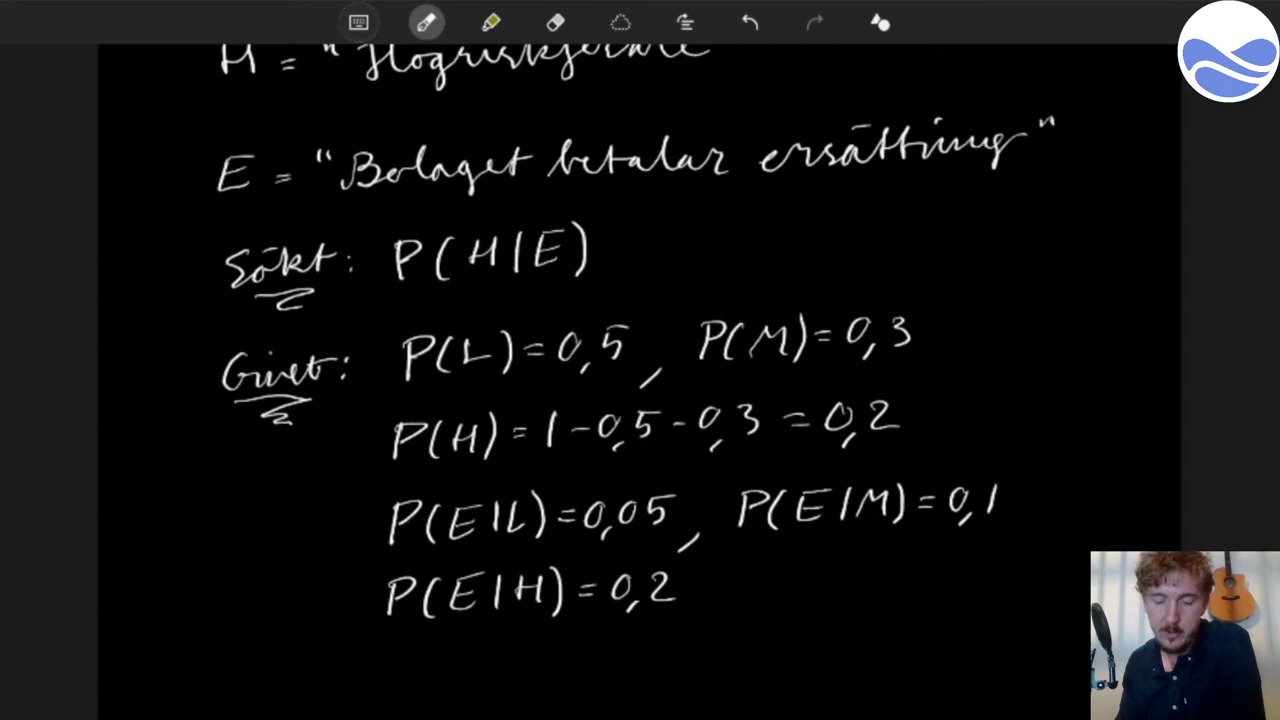 H = "Högriskförare
E = "Bolaget betalar ersättning"
Sökt: P(H|E)
Givet: P(L)=0,5, P(M)=0,3
P(H)=1-0,5-0,3=0,2
P(E|L)=0,05, P(E|M)=0,1
P(E|H)=0,2